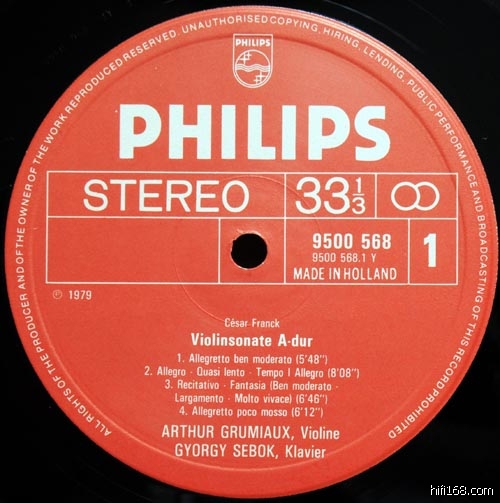 ALL RIGHTS OF THE PRODUCER AND OF THE OWNER OF THE WORK REPRODUCED RESERVED. UNAUTHORISED COPYING, HIRING, LENDING, PUBLIC PERFORMANCE AND BROADCASTING OF THIS RECORD PROHIBITED
PHILIPS
PHILIPS
STEREO 33 1/3
9500 568
9500 568.1 Y
MADE IN HOLLAND
1
℗ 1979
César Franck
Violinsonate A-dur
1. Allegretto ben moderato (5'48")
2. Allegro · Quasi lento · Tempo I Allegro (8'08")
3. Recitativo · Fantasia (Ben moderato ·
Largamento · Molto vivace) (6'46")
4. Allegretto poco mosso (6'12")
ARTHUR GRUMIAUX, Violine
GYORGY SEBOK, Klavier
hifi168.com